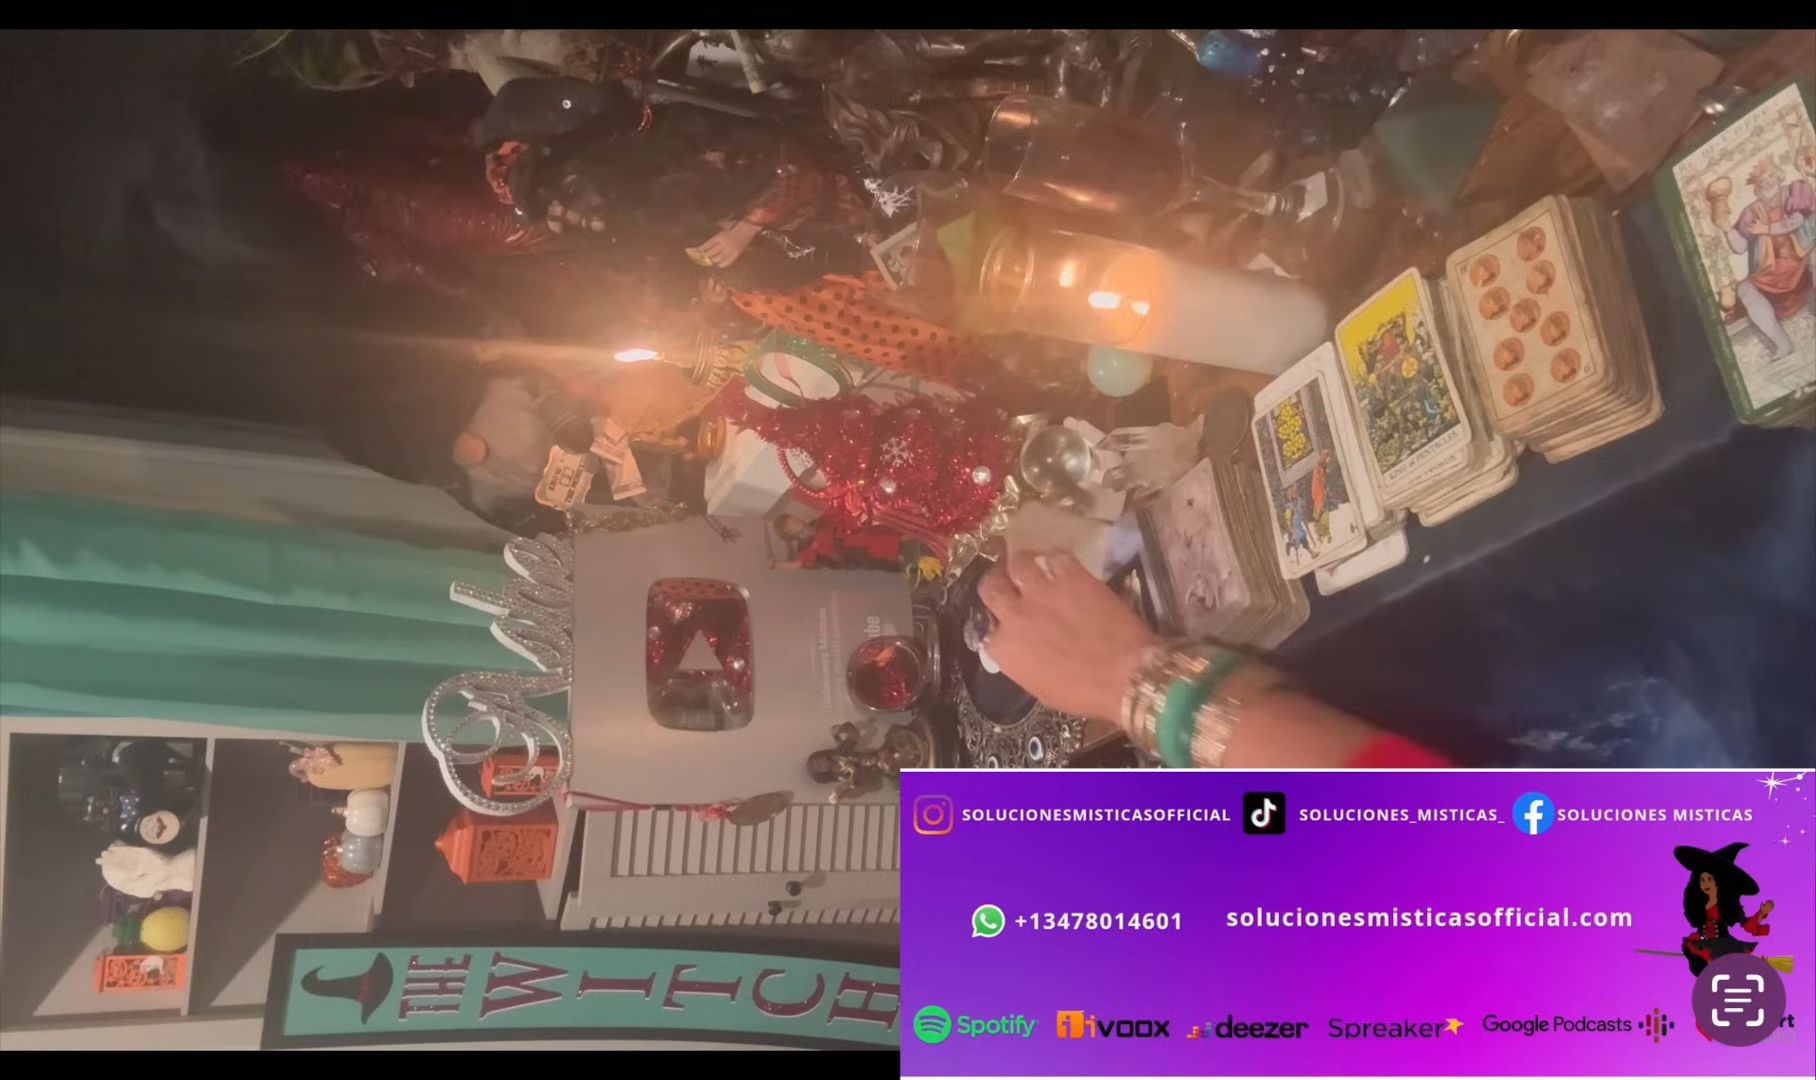 SOLUCIONESMISTICASOFFICIAL
SOLUCIONES_MISTICAS_
SOLUCIONES MISTICAS
+13478014601
solucionesmisticasofficial.com
Spotify
iVOOX
deezer
Spreaker
Google Podcasts
THE WITCH
KING of PENTACLES